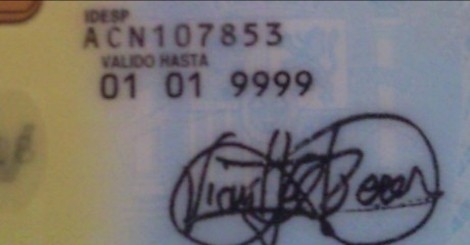 IDESP
ACN107853
VALIDO HASTA
01 01 9999